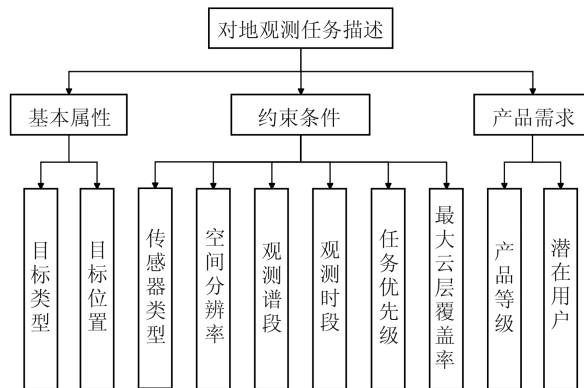 对地观测任务描述
基本属性
约束条件
产品需求
目标类型
目标位置
传感器类型
空间分辨率
观测谱段
观测时段
任务优先级
最大云层覆盖率
产品等级
潜在用户